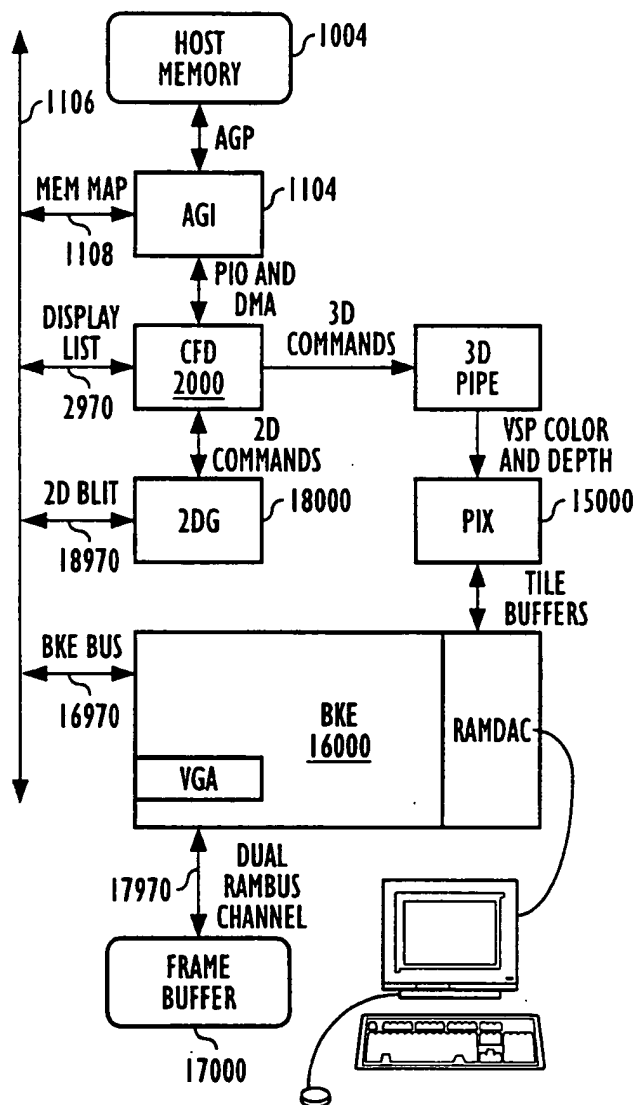 HOST
MEMORY
1004
1106
AGP
MEM MAP
1108
AGI
1104
PIO AND
DMA
DISPLAY
LIST
2970
CFD
2000
3D
COMMANDS
3D
PIPE
2D
COMMANDS
VSP COLOR
AND DEPTH
2D BLIT
18970
2DG
18000
PIX
15000
TILE
BUFFERS
BKE BUS
16970
BKE
16000
RAMDAC
VGA
17970
DUAL
RAMBUS
CHANNEL
FRAME
BUFFER
17000